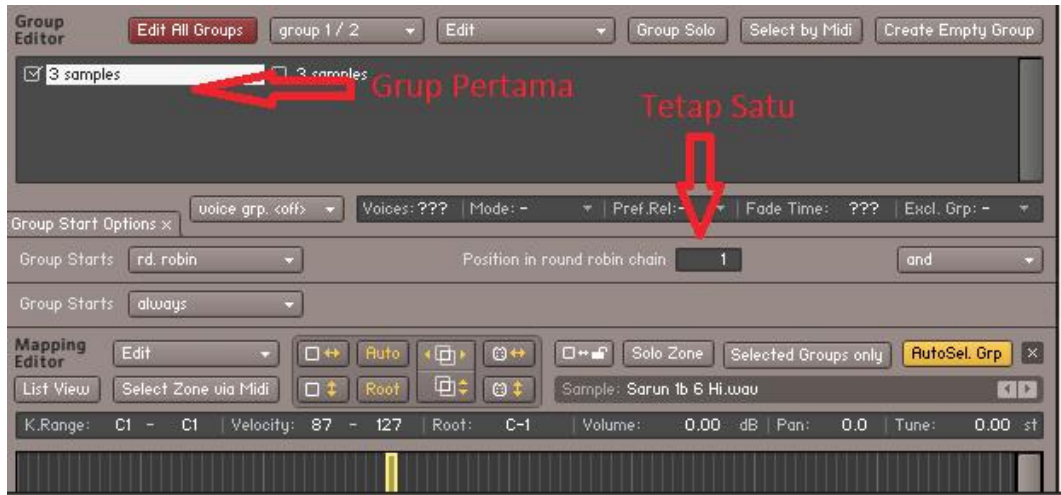 Group Editor
Edit All Groups
group 1 / 2
Edit
Group Solo
Select by Midi
Create Empty Group
3 samples
3 samples
Grup Pertama
Tetap Satu
voice grp. <off>
Voices: ??? | Mode: - | Pref.Rel:- | Fade Time: ??? | Excl. Grp: -
Group Start Options ×
Group Starts rd. robin Position in round robin chain 1 and
Group Starts always
Mapping Editor
Edit
Auto
Solo Zone
Selected Groups only
AutoSel. Grp
×
List View
Select Zone via Midi
Root
Sample: Sarun 1b 6 Hi.wav
K.Range: C1 - C1 | Velocity: 87 - 127 | Root: C-1 | Volume: 0.00 dB | Pan: 0.0 | Tune: 0.00 st